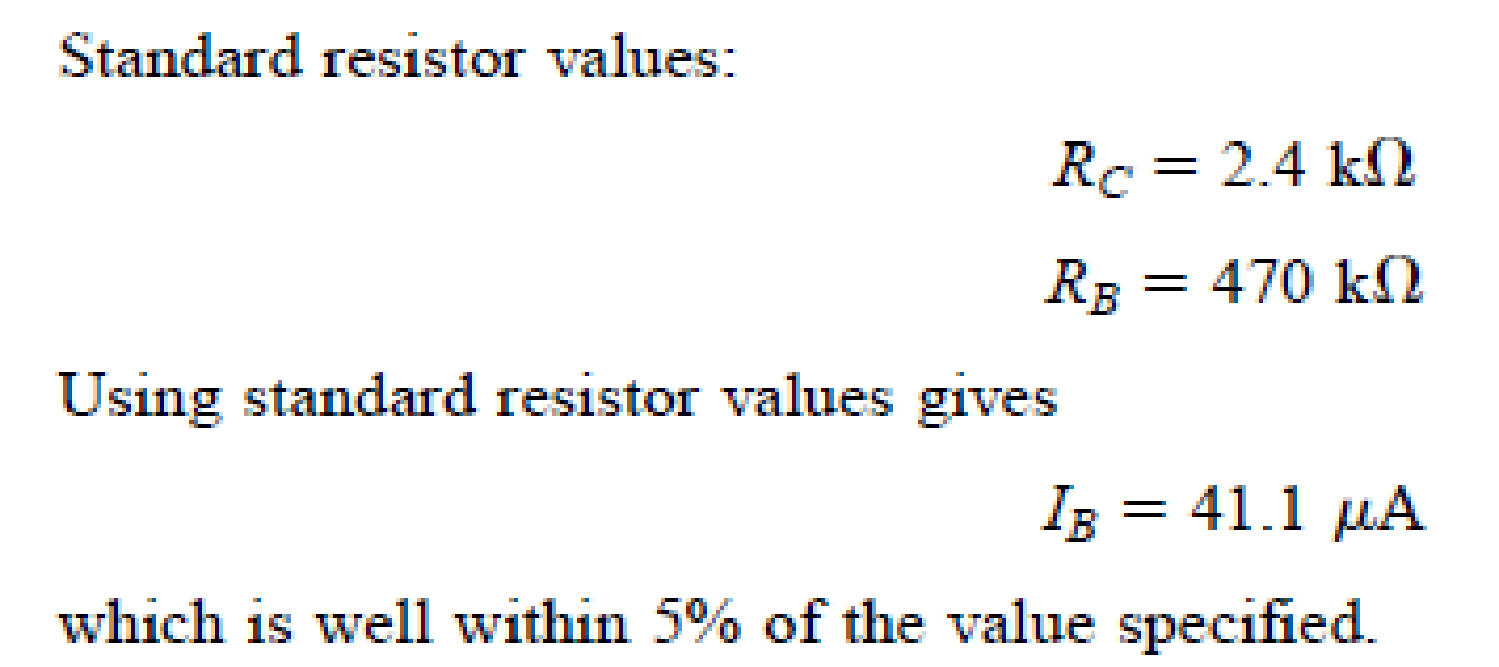 Standard resistor values:
R_C = 2.4 kΩ
R_B = 470 kΩ
Using standard resistor values gives
I_B = 41.1 μA
which is well within 5% of the value specified.